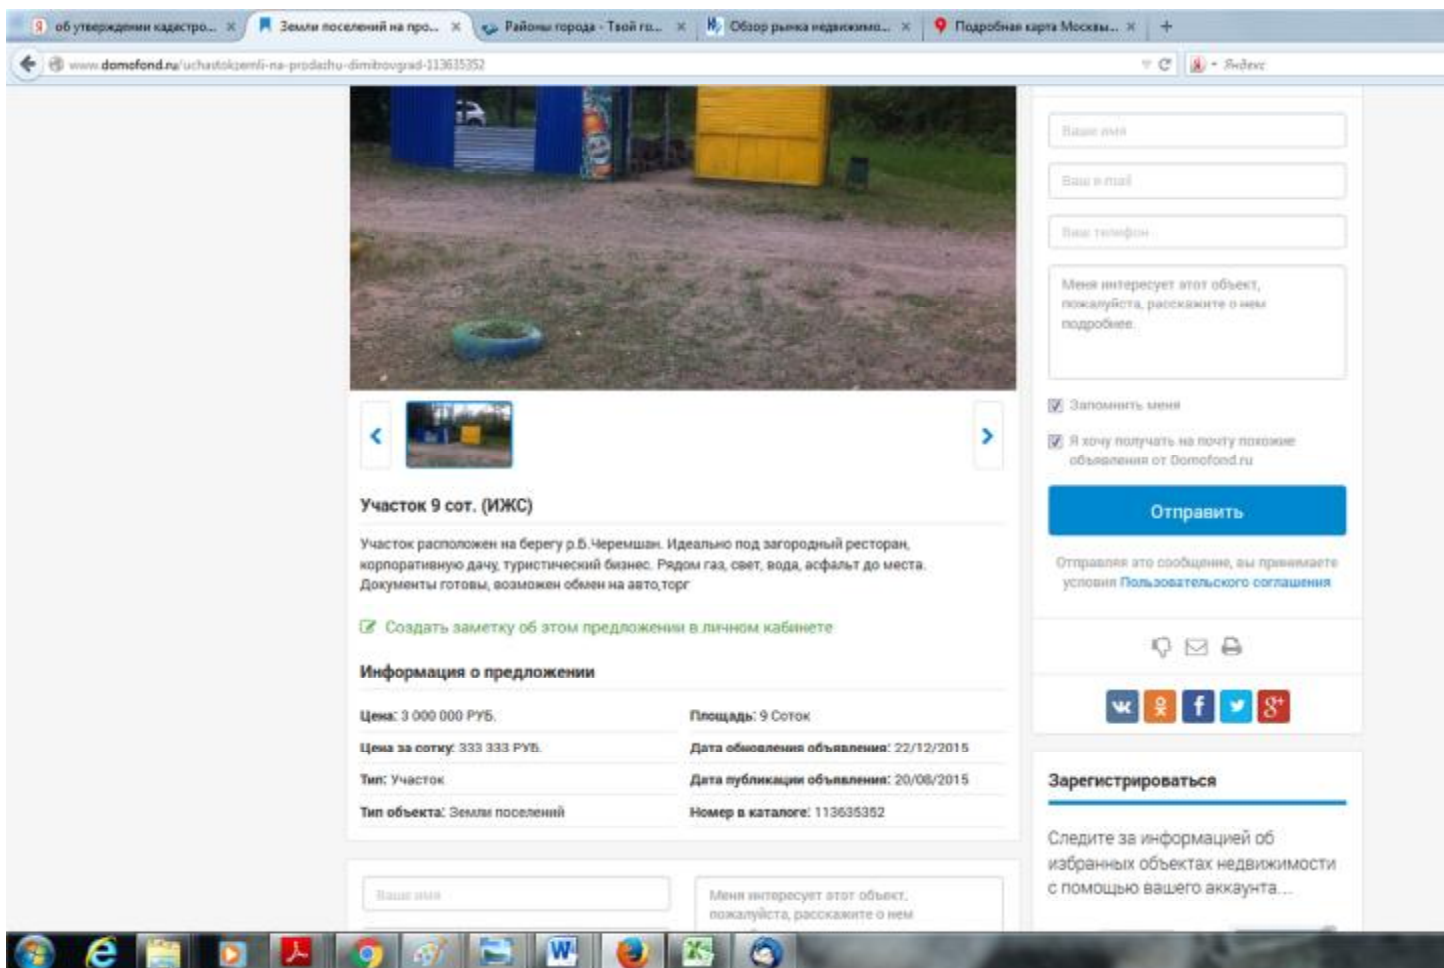 об утверждении кадастро...
Земли поселений на про...
Районы города - Твой го...
Обзор рынка недвижимо...
Подробная карта Москвы...
www.domofond.ru/uchastokzemli-na-prodazhu-dimitrovgrad-113635352
Яндекс
Ваше имя
Ваш e-mail
Ваш телефон
Меня интересует этот объект,
пожалуйста, расскажите о нем
подробнее.
Запомнить меня
Я хочу получать на почту похожие
объявления от Domofond.ru
Отправить
Отправляя это сообщение, вы принимаете
условия Пользовательского соглашения
Участок 9 сот. (ИЖС)
Участок расположен на берегу р.Б.Черемшан. Идеально под загородный ресторан,
корпоративную дачу, туристический бизнес. Рядом газ, свет, вода, асфальт до места.
Документы готовы, возможен обмен на авто,торг
Создать заметку об этом предложении в личном кабинете
Информация о предложении
Цена: 3 000 000 РУБ.
Площадь: 9 Соток
Цена за сотку: 333 333 РУБ.
Дата обновления объявления: 22/12/2015
Тип: Участок
Дата публикации объявления: 20/08/2015
Тип объекта: Земли поселений
Номер в каталоге: 113635352
Зарегистрироваться
Следите за информацией об
избранных объектах недвижимости
с помощью вашего аккаунта...
Ваше имя
Меня интересует этот объект,
пожалуйста, расскажите о нем